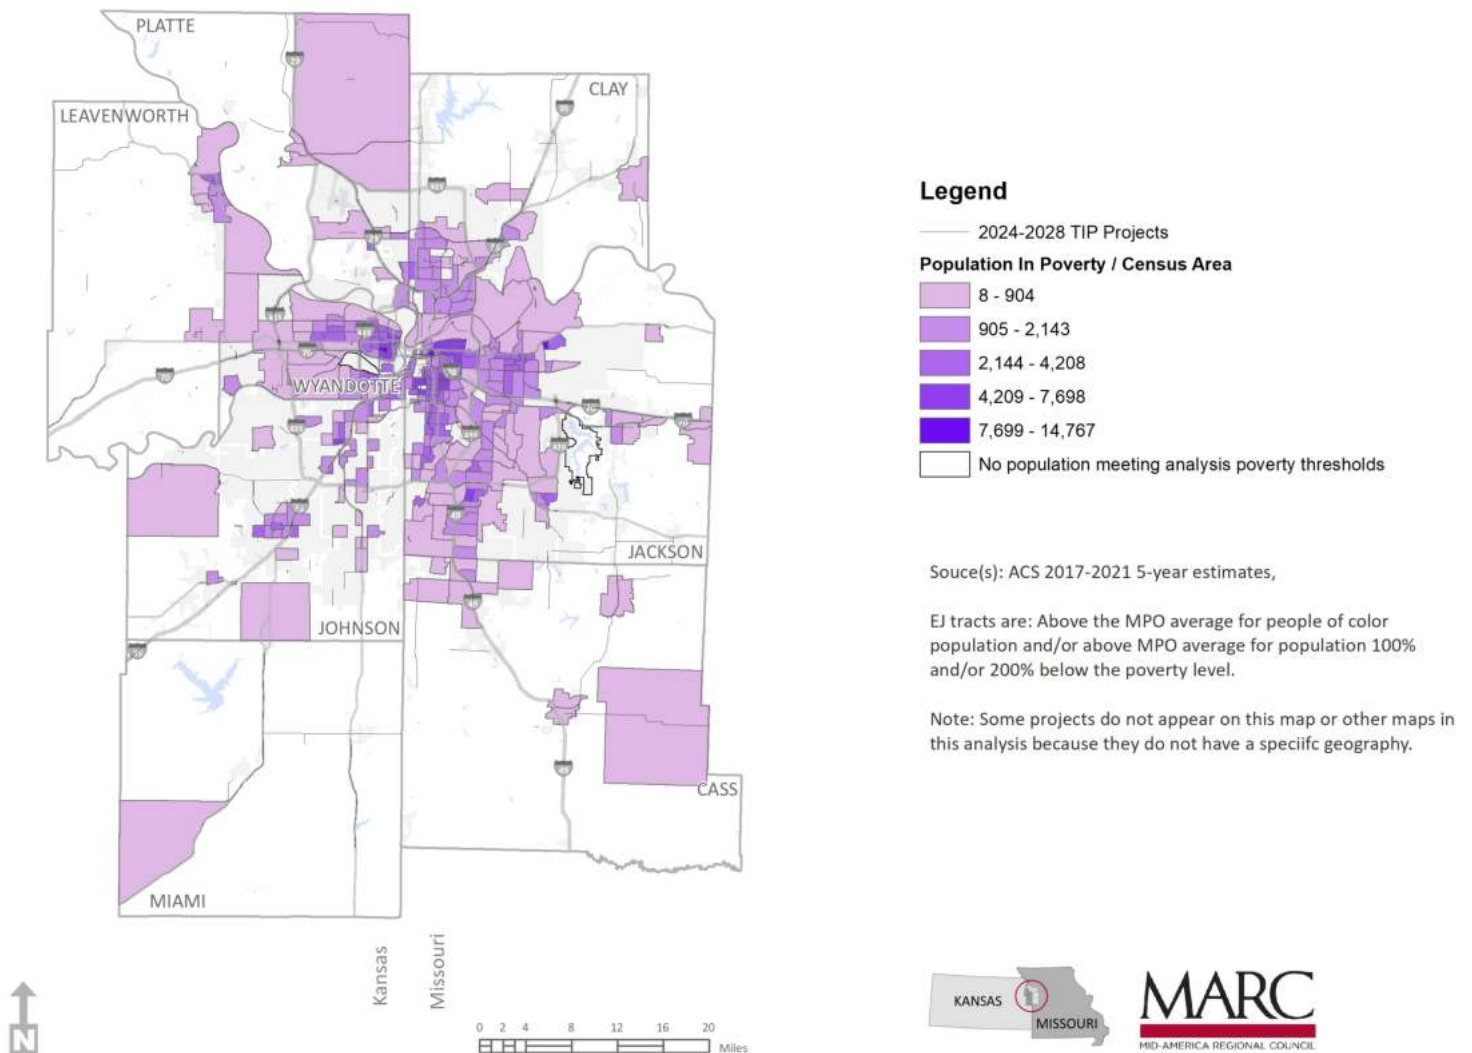 PLATTE
CLAY
LEAVENWORTH
WYANDOTTE
JACKSON
JOHNSON
CASS
MIAMI
Kansas
Missouri
N
0 2 4 8 12 16 20
Miles
Legend
2024-2028 TIP Projects
Population In Poverty / Census Area
8 - 904
905 - 2,143
2,144 - 4,208
4,209 - 7,698
7,699 - 14,767
No population meeting analysis poverty thresholds
Souce(s): ACS 2017-2021 5-year estimates,
EJ tracts are: Above the MPO average for people of color
population and/or above MPO average for population 100%
and/or 200% below the poverty level.
Note: Some projects do not appear on this map or other maps in
this analysis because they do not have a speciifc geography.
KANSAS
MISSOURI
MARC
MID-AMERICA REGIONAL COUNCIL